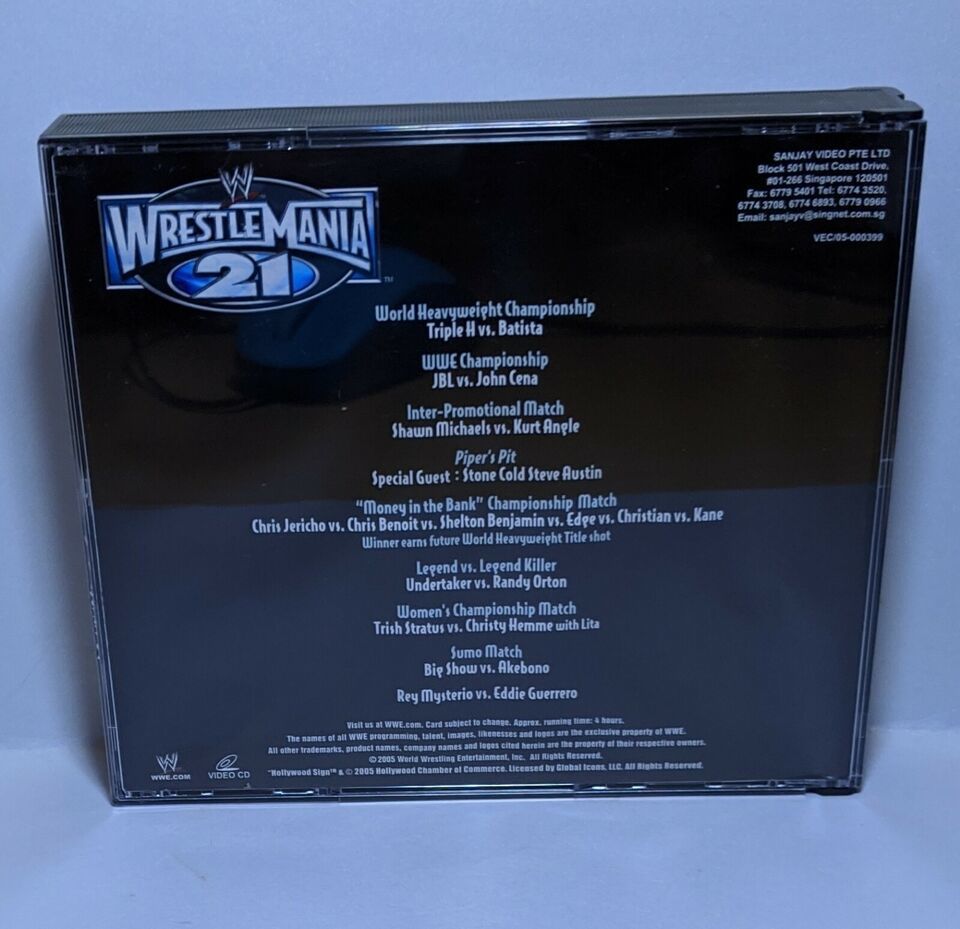 W
WRESTLEMANIA
21
TM
SANJAY VIDEO PTE LTD
Block 501 West Coast Drive,
#01-266 Singapore 120501
Fax: 6779 5401 Tel: 6774 3520,
6774 3708, 6774 6893, 6779 0966
Email: sanjayv@singnet.com.sg
VEC/05-000399
World Heavyweight Championship
Triple H vs. Batista
WWE Championship
JBL vs. John Cena
Inter-Promotional Match
Shawn Michaels vs. Kurt Angle
Piper's Pit
Special Guest : Stone Cold Steve Austin
"Money in the Bank" Championship Match
Chris Jericho vs. Chris Benoit vs. Shelton Benjamin vs. Edge vs. Christian vs. Kane
Winner earns future World Heavyweight Title shot
Legend vs. Legend Killer
Undertaker vs. Randy Orton
Women's Championship Match
Trish Stratus vs. Christy Hemme with Lita
Sumo Match
Big Show vs. Akebono
Rey Mysterio vs. Eddie Guerrero
Visit us at WWE.com. Card subject to change. Approx. running time: 4 hours.
The names of all WWE programming, talent, images, likenesses and logos are the exclusive property of WWE.
All other trademarks, product names, company names and logos cited herein are the property of their respective owners.
© 2005 World Wrestling Entertainment, Inc. All Rights Reserved.
"Hollywood Sign™ & © 2005 Hollywood Chamber of Commerce. Licensed by Global Icons, LLC. All Rights Reserved.
W
WWE.COM
VIDEO CD